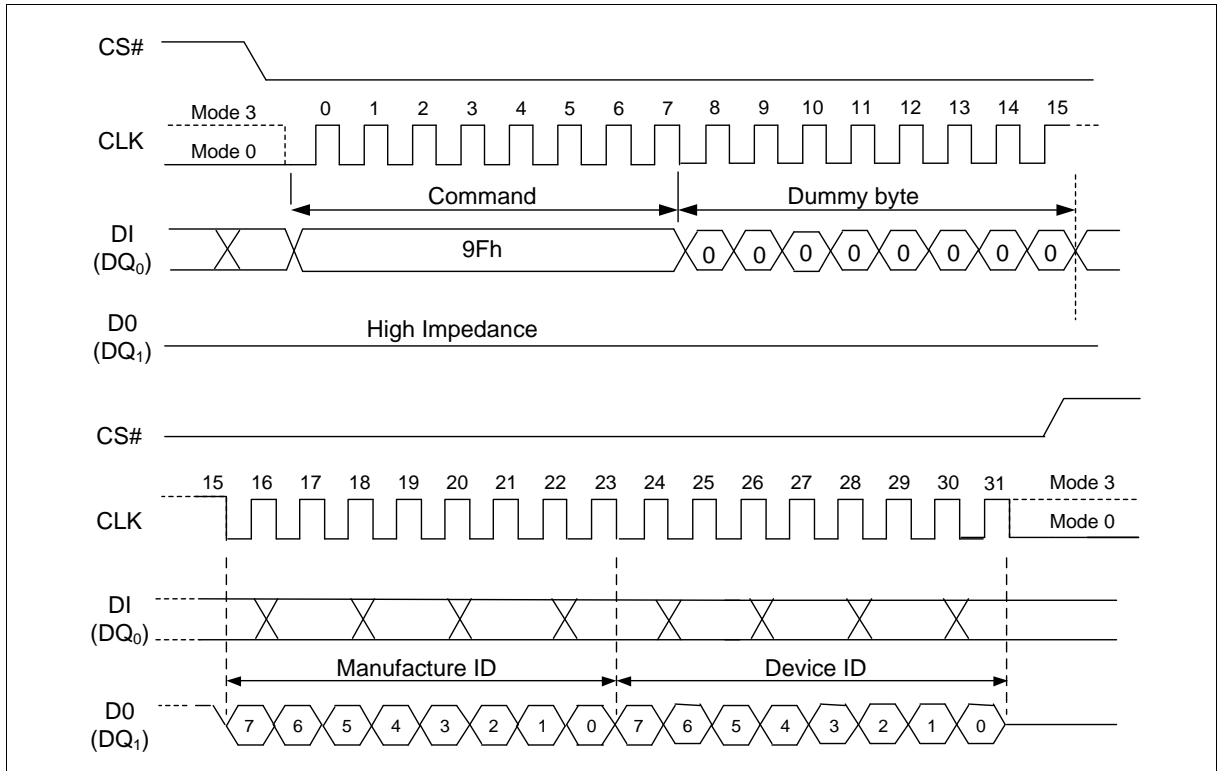 CS#
Mode 3 0 1 2 3 4 5 6 7 8 9 10 11 12 13 14 15
CLK
Mode 0
Command Dummy byte
DI
(DQ0) 9Fh 0 0 0 0 0 0 0 0
D0
(DQ1) High Impedance
CS#
15 16 17 18 19 20 21 22 23 24 25 26 27 28 29 30 31 Mode 3
CLK Mode 0
DI
(DQ0)
Manufacture ID Device ID
D0
(DQ1) 7 6 5 4 3 2 1 0 7 6 5 4 3 2 1 0